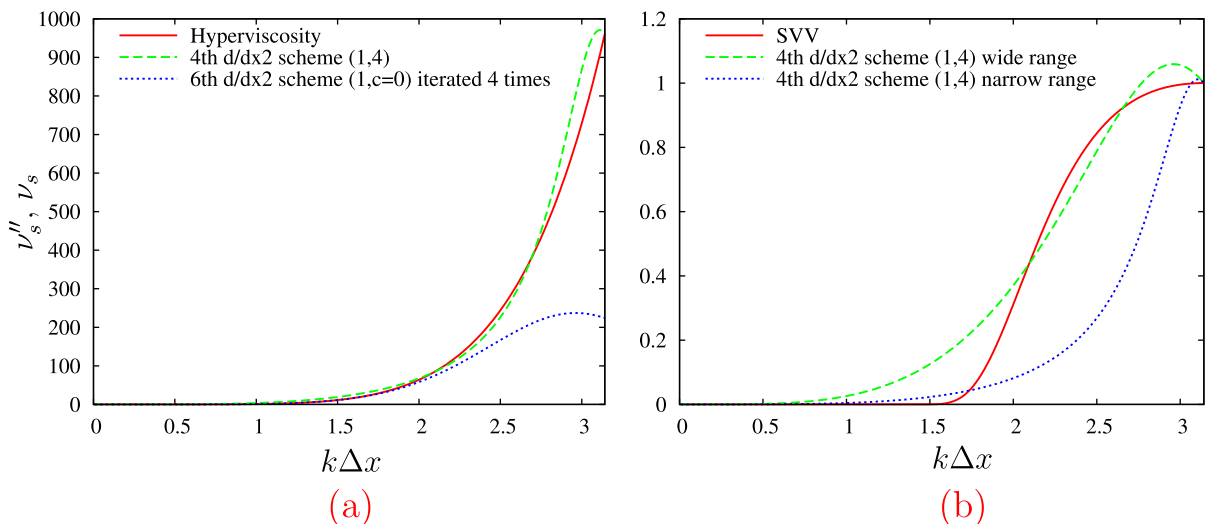 1000
900
800
700
600
500
400
300
200
100
0
ν″ₛ, νₛ
Hyperviscosity
4th d/dx2 scheme (1,4)
6th d/dx2 scheme (1,c=0) iterated 4 times
0 0.5 1 1.5 2 2.5 3
kΔx
(a)
1.2
1
0.8
0.6
0.4
0.2
0
SVV
4th d/dx2 scheme (1,4) wide range
4th d/dx2 scheme (1,4) narrow range
0 0.5 1 1.5 2 2.5 3
kΔx
(b)